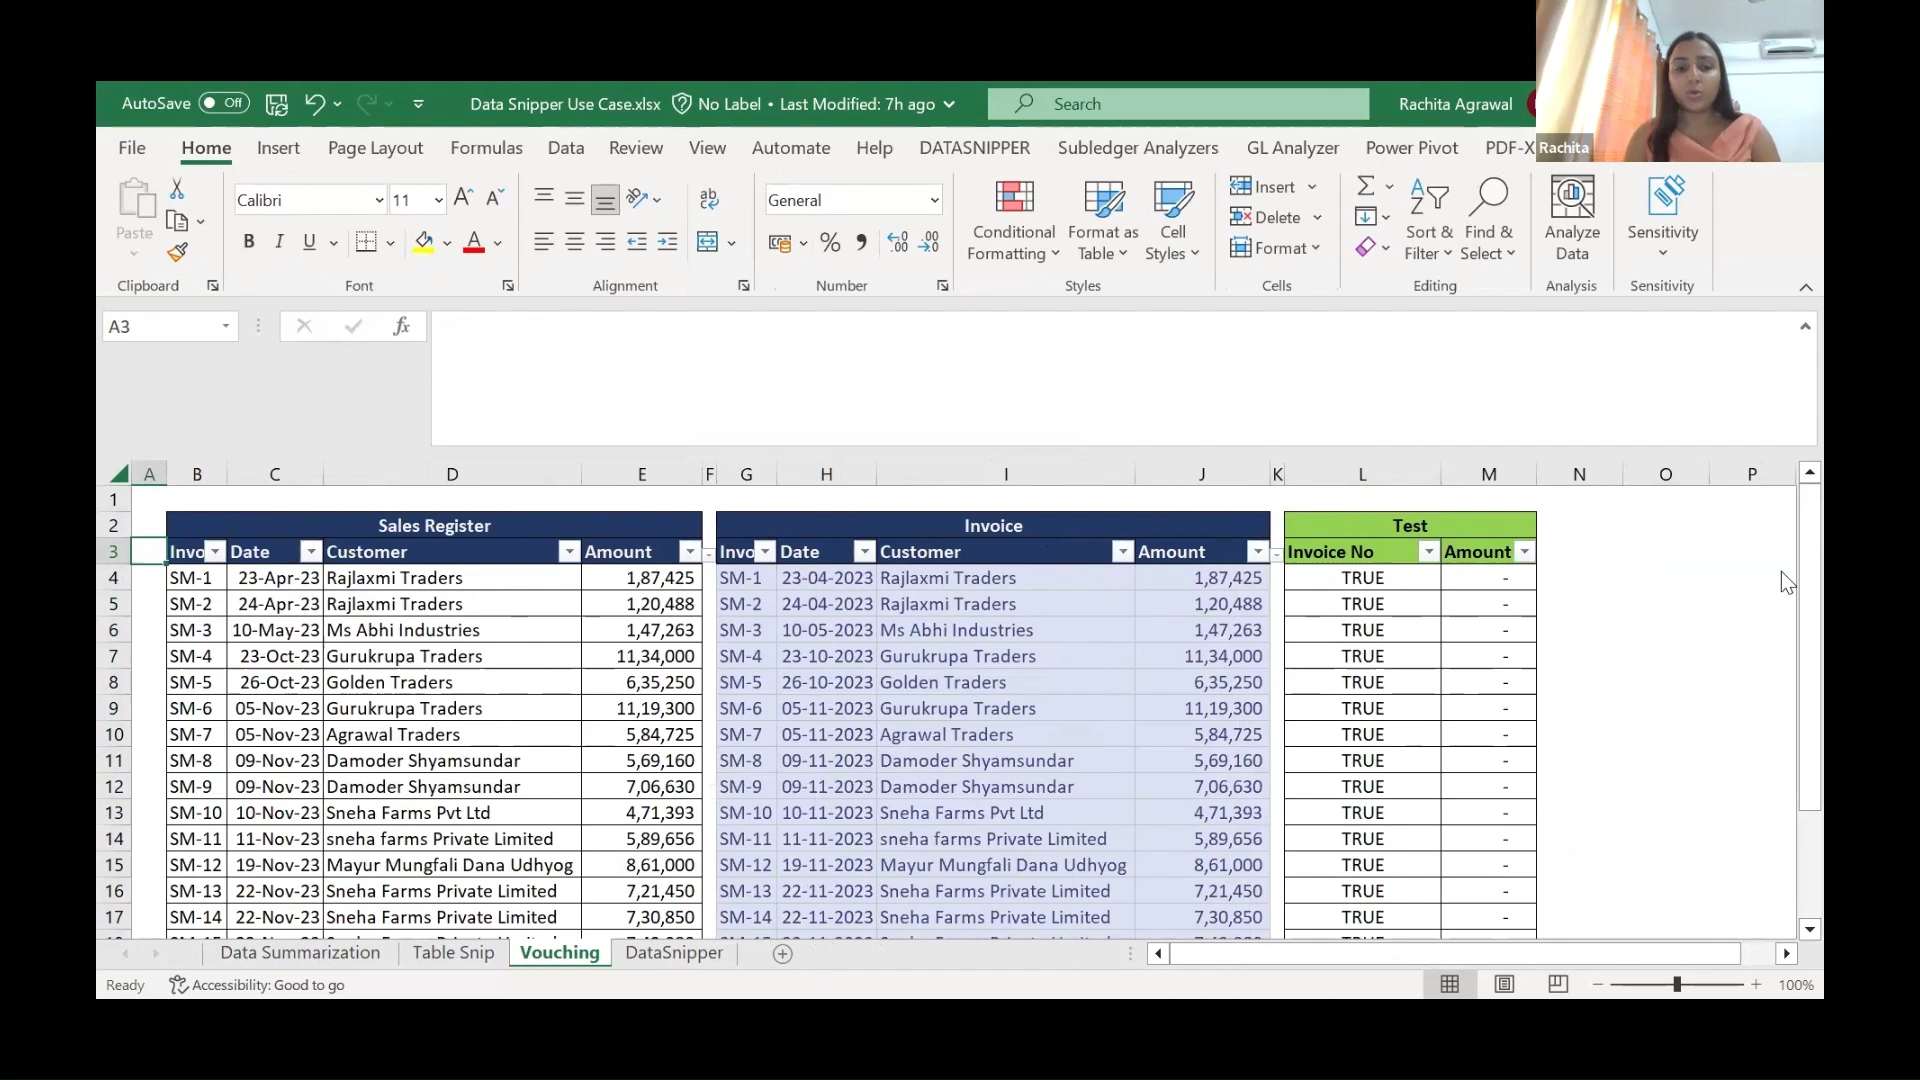 AutoSave Off Data Snipper Use Case.xlsx No Label • Last Modified: 7h ago Search Rachita Agrawal
Rachita
File Home Insert Page Layout Formulas Data Review View Automate Help DATASNIPPER Subledger Analyzers GL Analyzer Power Pivot PDF-X
Paste Calibri 11 General Conditional Formatting Format as Table Cell Styles Insert Delete Format Sort & Filter Find & Select Analyze Data Sensitivity
Clipboard Font Alignment Number Styles Cells Editing Analysis Sensitivity
A3 fx
A B C D E F G H I J K L M N O P
1
2 Sales Register Invoice Test
3 Invo Date Customer Amount Invo Date Customer Amount Invoice No Amount
4 SM-1 23-Apr-23 Rajlaxmi Traders 1,87,425 SM-1 23-04-2023 Rajlaxmi Traders 1,87,425 TRUE -
5 SM-2 24-Apr-23 Rajlaxmi Traders 1,20,488 SM-2 24-04-2023 Rajlaxmi Traders 1,20,488 TRUE -
6 SM-3 10-May-23 Ms Abhi Industries 1,47,263 SM-3 10-05-2023 Ms Abhi Industries 1,47,263 TRUE -
7 SM-4 23-Oct-23 Gurukrupa Traders 11,34,000 SM-4 23-10-2023 Gurukrupa Traders 11,34,000 TRUE -
8 SM-5 26-Oct-23 Golden Traders 6,35,250 SM-5 26-10-2023 Golden Traders 6,35,250 TRUE -
9 SM-6 05-Nov-23 Gurukrupa Traders 11,19,300 SM-6 05-11-2023 Gurukrupa Traders 11,19,300 TRUE -
10 SM-7 05-Nov-23 Agrawal Traders 5,84,725 SM-7 05-11-2023 Agrawal Traders 5,84,725 TRUE -
11 SM-8 09-Nov-23 Damoder Shyamsundar 5,69,160 SM-8 09-11-2023 Damoder Shyamsundar 5,69,160 TRUE -
12 SM-9 09-Nov-23 Damoder Shyamsundar 7,06,630 SM-9 09-11-2023 Damoder Shyamsundar 7,06,630 TRUE -
13 SM-10 10-Nov-23 Sneha Farms Pvt Ltd 4,71,393 SM-10 10-11-2023 Sneha Farms Pvt Ltd 4,71,393 TRUE -
14 SM-11 11-Nov-23 sneha farms Private Limited 5,89,656 SM-11 11-11-2023 sneha farms Private Limited 5,89,656 TRUE -
15 SM-12 19-Nov-23 Mayur Mungfali Dana Udhyog 8,61,000 SM-12 19-11-2023 Mayur Mungfali Dana Udhyog 8,61,000 TRUE -
16 SM-13 22-Nov-23 Sneha Farms Private Limited 7,21,450 SM-13 22-11-2023 Sneha Farms Private Limited 7,21,450 TRUE -
17 SM-14 22-Nov-23 Sneha Farms Private Limited 7,30,850 SM-14 22-11-2023 Sneha Farms Private Limited 7,30,850 TRUE -
Data Summarization Table Snip Vouching DataSnipper
Ready Accessibility: Good to go 100%